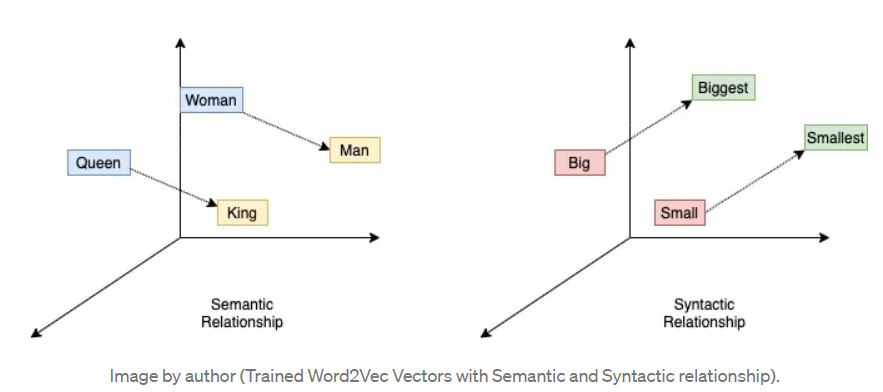 Woman
Man
Queen
King
Semantic
Relationship
Biggest
Smallest
Big
Small
Syntactic
Relationship
Image by author (Trained Word2Vec Vectors with Semantic and Syntactic relationship).